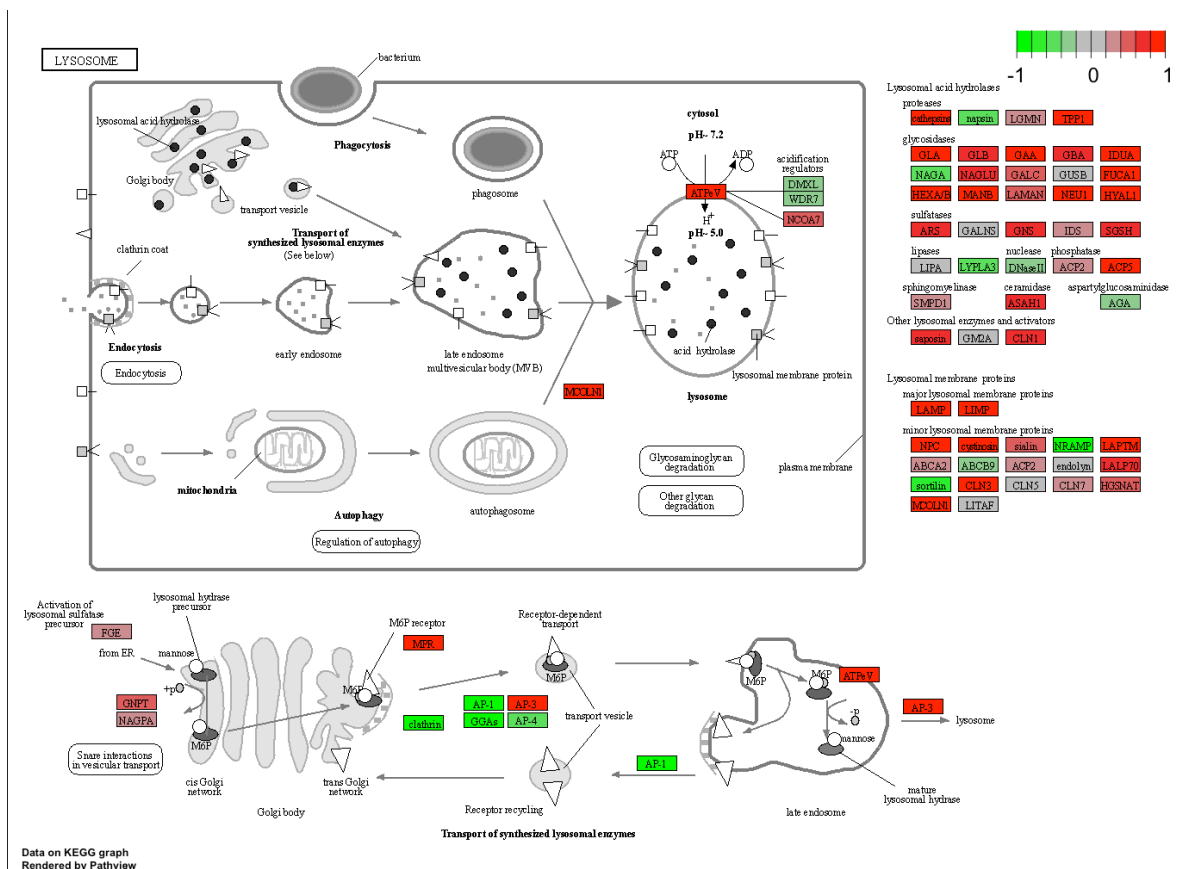 LYSOSOME
bacterium
-1
0
1
lysosomal acid hydrolase
Phagocytosis
Golgi body
transport vesicle
phagosome
cytosol
pH~ 7.2
ATP
ADP
ATPeV
H+
pH~ 5.0
acidification
regulators
DMXL
WDR7
NCOA7
Transport of
synthesized lysosomal enzymes
(See below)
clathrin coat
Endocytosis
Endocytosis
early endosome
late endosome
multivesicular body (MVB)
acid hydrolase
lysosomal membrane protein
lysosome
MCOLN1
mitochondria
Autophagy
Regulation of autophagy
autophagosome
Glycosaminoglycan
degradation
Other glycan
degradation
plasma membrane
Lysosomal acid hydrolases
proteases
cathepsins napsin LGMN TPP1
glycosidases
GLA GLB GAA GBA IDUA
NAGA NAGLU GALC GUSB FUCA1
HEXA/B MANB LAMAN NEU1 HYAL1
sulfatases
ARS GALNS GNS IDS SGSH
lipases nuclease phosphatase
LIPA LYPLA3 DNaseII ACP2 ACP5
sphingomyelinase ceramidase aspartylglucosaminidase
SMPD1 ASAH1 AGA
Other lysosomal enzymes and activators
saposin GM2A CLN1
Lysosomal membrane proteins
major lysosomal membrane proteins
LAMP LIMP
minor lysosomal membrane proteins
NPC cystinosin sialin NRAMP LAPTM
ABCA2 ABCB9 ACP2 endolyn LALP70
sortilin CLN3 CLN5 CLN7 HGSNAT
MCOLN1 LITAF
Activation of
lysosomal sulfatase
precursor
FGE
lysosomal hydrase
precursor
from ER
mannose
+p
GNPT
NAGPA
M6P
Snare interactions
in vesicular transport
cis Golgi
network
Golgi body
trans Golgi
network
M6P receptor
MPR
M6P
clathrin
AP-1 AP-3
GGAs AP-4
Receptor-dependent
transport
M6P
transport vesicle
AP-1
Receptor recycling
Transport of synthesized lysosomal enzymes
M6P
M6P
ATPeV
-p
mannose
AP-3
lysosome
mature
lysosomal hydrase
late endosome
Data on KEGG graph
Rendered by Pathview